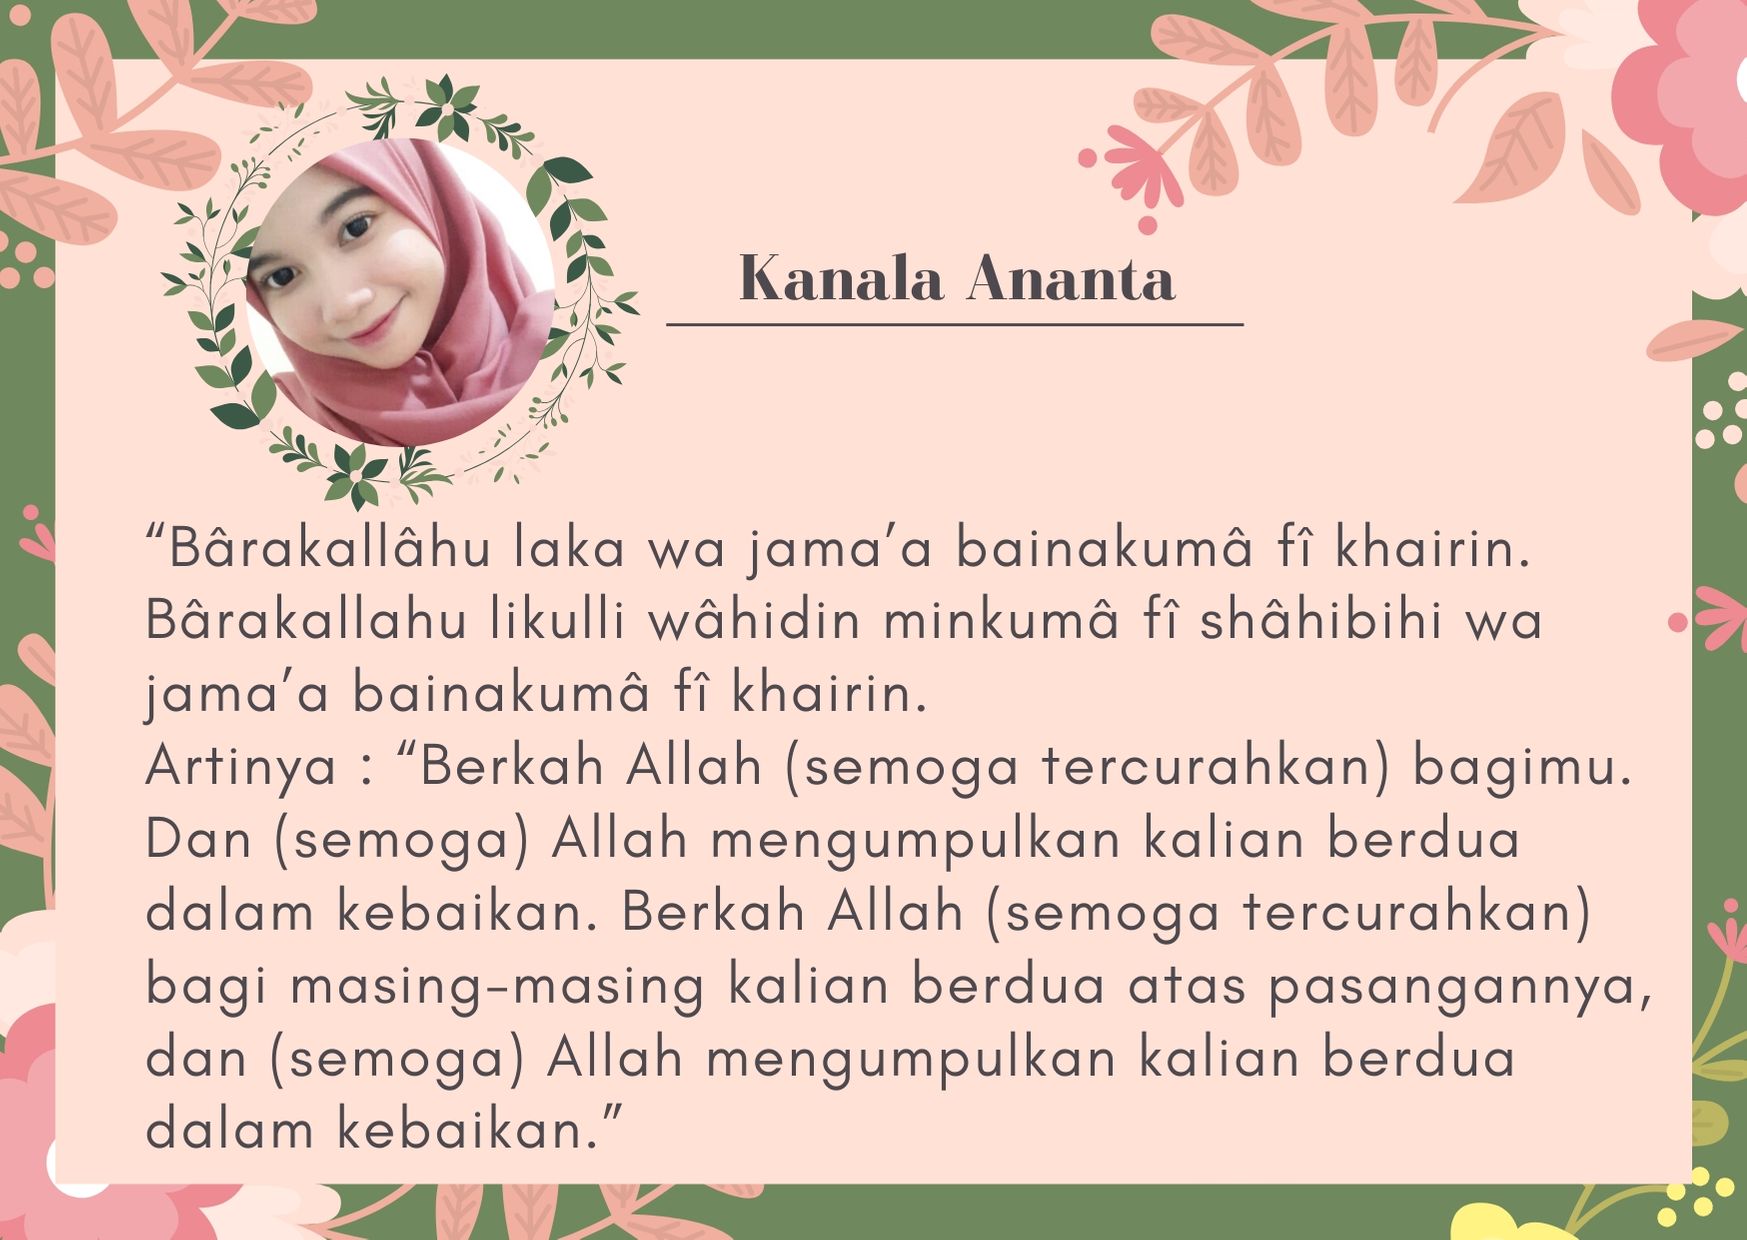 Kanala Ananta
“Bârakallâhu laka wa jama’a bainakumâ fî khairin.
Bârakallahu likulli wâhidin minkumâ fî shâhibihi wa
jama’a bainakumâ fî khairin.
Artinya : “Berkah Allah (semoga tercurahkan) bagimu.
Dan (semoga) Allah mengumpulkan kalian berdua
dalam kebaikan. Berkah Allah (semoga tercurahkan)
bagi masing-masing kalian berdua atas pasangannya,
dan (semoga) Allah mengumpulkan kalian berdua
dalam kebaikan.”